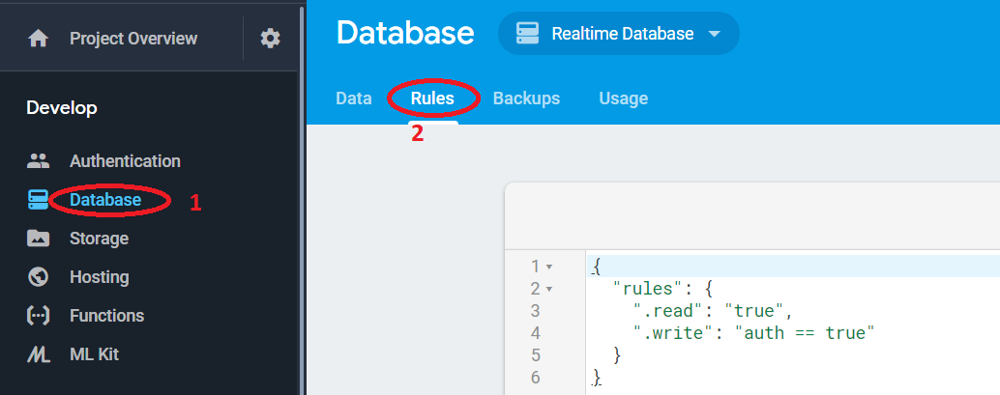 Project Overview
Develop
Authentication
Database 1
Storage
Hosting
Functions
ML Kit
Database Realtime Database
Data Rules Backups Usage
2
1 {
2 "rules": {
3 ".read": "true",
4 ".write": "auth == true"
5 }
6 }